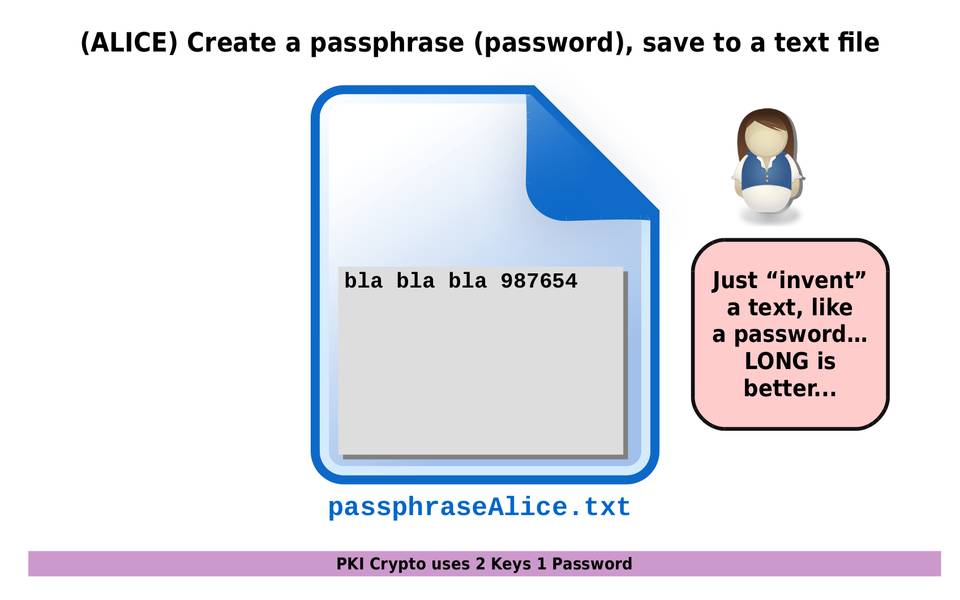 (ALICE) Create a passphrase (password), save to a text file
bla bla bla 987654
Just “invent”
a text, like
a password...
LONG is
better...
passphraseAlice.txt
PKI Crypto uses 2 Keys 1 Password